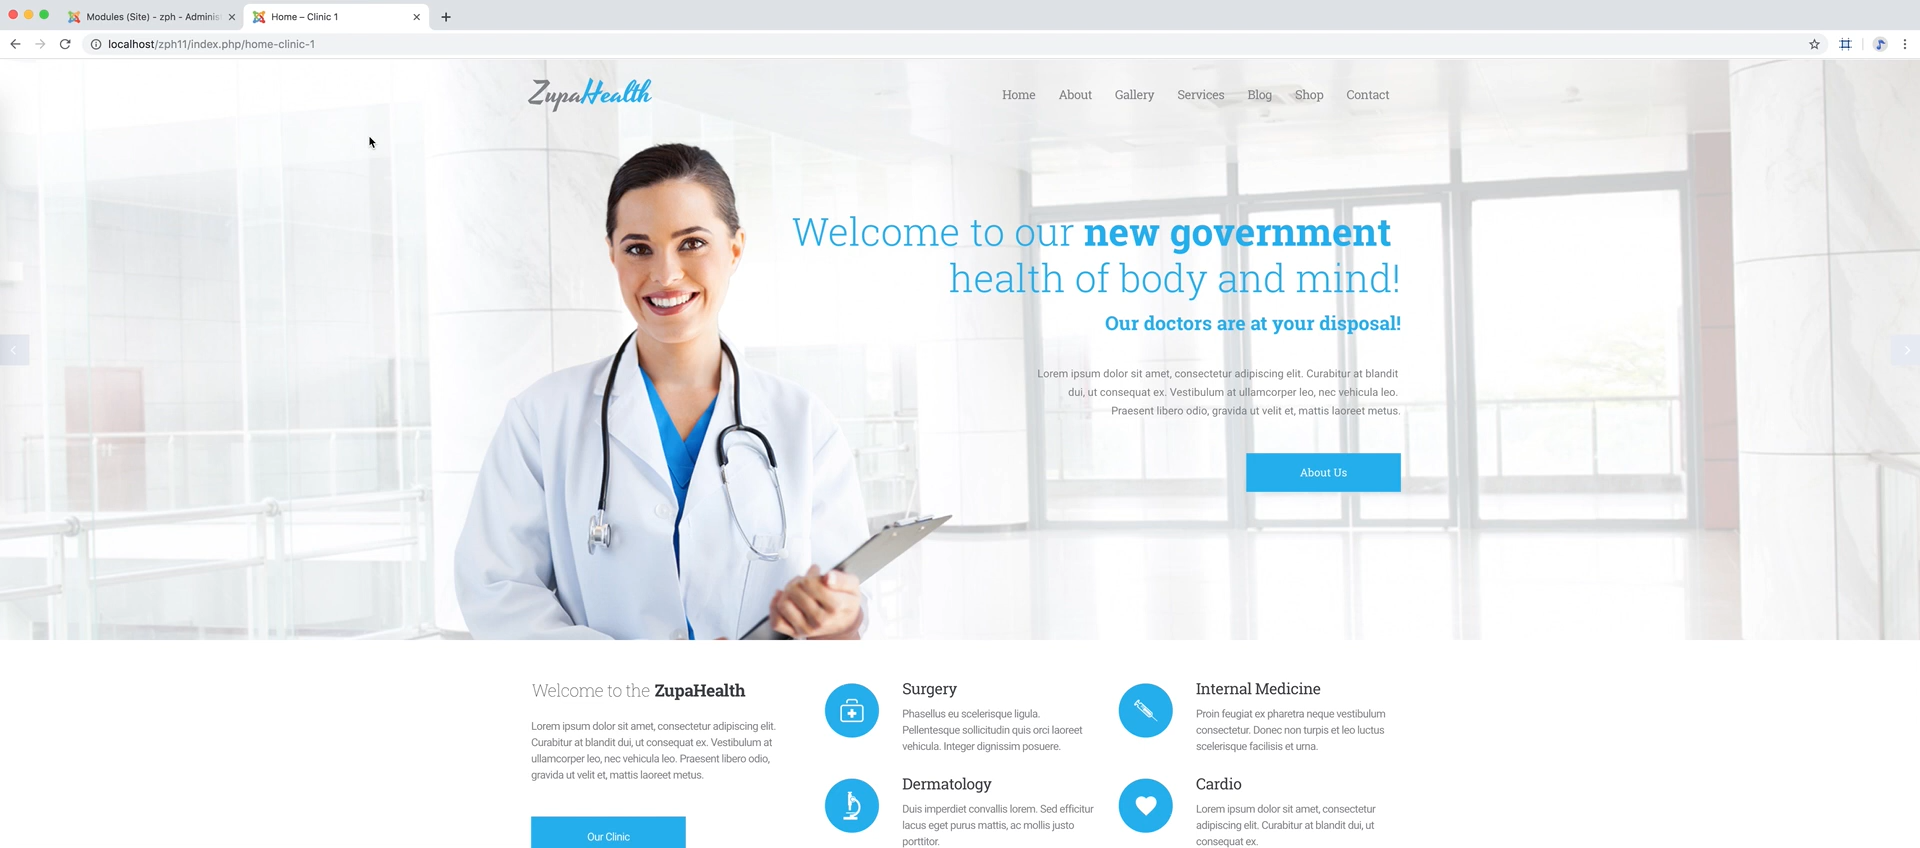 Modules (Site) - zph - Adminis
Home – Clinic 1
localhost/zph11/index.php/home-clinic-1
ZupaHealth
Home About Gallery Services Blog Shop Contact
Welcome to our new government
health of body and mind!
Our doctors are at your disposal!
Lorem ipsum dolor sit amet, consectetur adipiscing elit. Curabitur at blandit
dui, ut consequat ex. Vestibulum at ullamcorper leo, nec vehicula leo.
Praesent libero odio, gravida ut velit et, mattis laoreet metus.
About Us
Welcome to the ZupaHealth
Lorem ipsum dolor sit amet, consectetur adipiscing elit.
Curabitur at blandit dui, ut consequat ex. Vestibulum at
ullamcorper leo, nec vehicula leo. Praesent libero odio,
gravida ut velit et, mattis laoreet metus.
Our Clinic
Surgery
Phasellus eu scelerisque ligula.
Pellentesque sollicitudin quis orci laoreet
vehicula. Integer dignissim posuere.
Internal Medicine
Proin feugiat ex pharetra neque vestibulum
consectetur. Donec non turpis et leo luctus
scelerisque facilisis et urna.
Dermatology
Duis imperdiet convallis lorem. Sed efficitur
lacus eget purus mattis, ac mollis justo
porttitor.
Cardio
Lorem ipsum dolor sit amet, consectetur
adipiscing elit. Curabitur at blandit dui, ut
consequat ex.